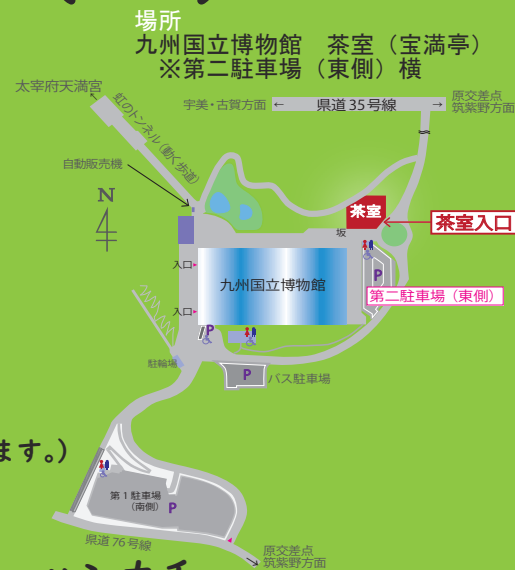 場所
九州国立博物館　茶室（宝満亭）
※第二駐車場（東側）横
太宰府天満宮
宇美・古賀方面 ← 県道35号線 → 原交差点
筑紫野方面
虹のトンネル（動く歩道）
自動販売機
N
茶室
茶室入口
坂
入口
九州国立博物館
P
第二駐車場（東側）
入口
P
駐輪場
P
バス駐車場
ます。）
第1駐車場
（南側）
P
県道76号線
原交差点
筑紫野方面